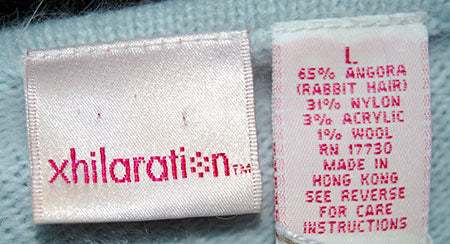 xhilaration™
L
65% ANGORA
(RABBIT HAIR)
31% NYLON
3% ACRYLIC
1% WOOL
RN 17730
MADE IN
HONG KONG
SEE REVERSE
FOR CARE
INSTRUCTIONS